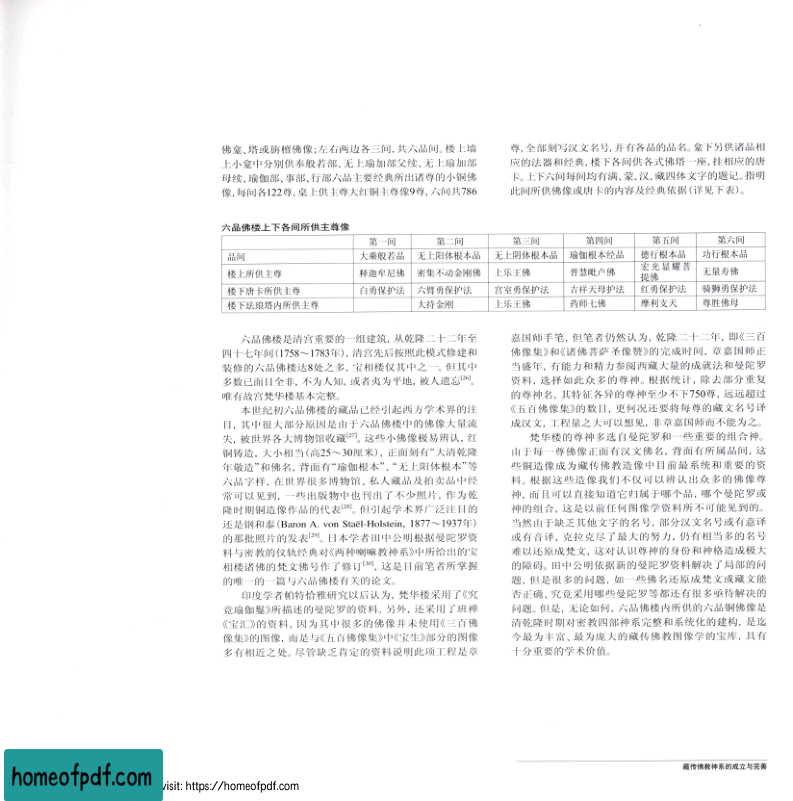 佛龛、塔或旃檀佛像;左右两边各三间,共六品间。楼上墙
上小龛中分别供奉般若部、无上瑜加部父续、无上瑜加部
母续、瑜伽部、事部、行部六品主要经典所出诸尊的小铜佛
像,每间各122尊,桌上供主尊大红铜主尊像9尊,六间共786
尊,全部刻写汉文名号,并有各品的品名。龛下另供诸品相
应的法器和经典,楼下各间供各式佛塔一座,挂相应的唐
卡。上下六间每间均有满、蒙、汉、藏四体文字的题记。指明
此间所供佛像或唐卡的内容及经典依据(详见下表)。
六品佛楼上下各间所供主尊像
第一间 第二间 第三间 第四间 第五间 第六间
品间 大乘般若品 无上阳体根本品 无上阴体根本品 瑜伽根本经品 德行根本品 功行根本品
楼上所供主尊 释迦牟尼佛 密集不动金刚佛 上乐王佛 普慧毗卢佛 宏光显耀菩提佛 无量寿佛
楼下唐卡所供主尊 白勇保护法 六臂勇保护法 宫室勇保护法 吉祥天母护法 红勇保护法 骑狮勇保护法
楼下珐琅塔内所供主尊 大持金刚 上乐王佛 药师七佛 摩利支天 尊胜佛母
六品佛楼是清宫重要的一组建筑,从乾隆二十二年至
四十七年间(1758～1783年),清宫先后按照此模式修建和
装修的六品佛楼达8处之多,宝相楼仅其中之一。但其中
多数已面目全非,不为人知,或者夷为平地,被人遗忘[26]。
唯有故宫梵华楼基本完整。
本世纪初六品佛楼的藏品已经引起西方学术界的注
目,其中很大部分原因是由于六品佛楼中的佛像大量流
失,被世界各大博物馆收藏[27]。这些小佛像极易辨认,红
铜铸造,大小相当(高25～30厘米),正面刻有“大清乾隆
年敬造”和佛名,背面有“瑜伽根本”、“无上阳体根本”等
六品字样,在世界很多博物馆、私人藏品及拍卖品中经
常可以见到,一些出版物中也刊出了不少照片,作为乾
隆时期铜造像作品的代表[28]。但引起学术界广泛注目的
还是钢和泰(Baron A. von Staël-Holstein, 1877～1937年)
的那批照片的发表[29]。日本学者田中公明根据曼陀罗资
料与密教的仪轨经典对《两种喇嘛教神系》中所给出的宝
相楼诸佛的梵文佛号作了修订[30],这是目前笔者所掌握
的唯一的一篇与六品佛楼有关的论文。
印度学者帕特恰雅研究以后认为,梵华楼采用了《究
竟瑜伽鬘》所描述的曼陀罗的资料。另外,还采用了班禅
《宝汇》的资料,因为其中很多的佛像并未使用《三百佛
像集》的图像,而是与《五百佛像集》中《宝生》部分的图像
多有相近之处。尽管缺乏肯定的资料说明此项工程是章
嘉国师手笔,但笔者仍然认为,乾隆二十二年,即《三百
佛像集》和《诸佛菩萨圣像赞》的完成时间,章嘉国师正
当盛年,有能力和精力参阅西藏大量的成就法和曼陀罗
资料,选择如此众多的尊神。根据统计,除去部分重复
的尊神名,其特征各异的尊神至少不下750尊,远远超过
《五百佛像集》的数目,更何况还要将每尊的藏文名号译
成汉文,工程量之大可以想见,非章嘉国师而不能为之。
梵华楼的尊神多选自曼陀罗和一些重要的组合神。
由于每一尊佛像正面有汉文佛名,背面有所属品间,这
些铜造像成为藏传佛教造像中目前最系统和重要的资
料。根据这些造像我们不仅可以辨认出众多的佛像尊
神,而且可以直接知道它归属于哪个品,哪个曼陀罗或
神的组合,这是以前任何图像学资料所不可能见到的。
当然由于缺乏其他文字的名号,部分汉文名号或有意译
或有音译,克拉克尽了最大的努力,仍有相当多的名号
难以还原成梵文,这对认识尊神的身份和神格造成极大
的障碍。田中公明依据新的曼陀罗资料解决了局部的问
题,但是很多的问题,如一些佛名还原成梵文或藏文能
否正确,究竟采用哪些曼陀罗等都还有很多亟待解决的
问题。但是,无论如何,六品佛楼内所供的六品铜佛像是
清乾隆时期对密教四部神系完整和系统化的建构,是迄
今最为丰富、最为庞大的藏传佛教图像学的宝库,具有
十分重要的学术价值。
藏传佛教神系的成立与完善
homeofpdf.com
visit: https://homeofpdf.com